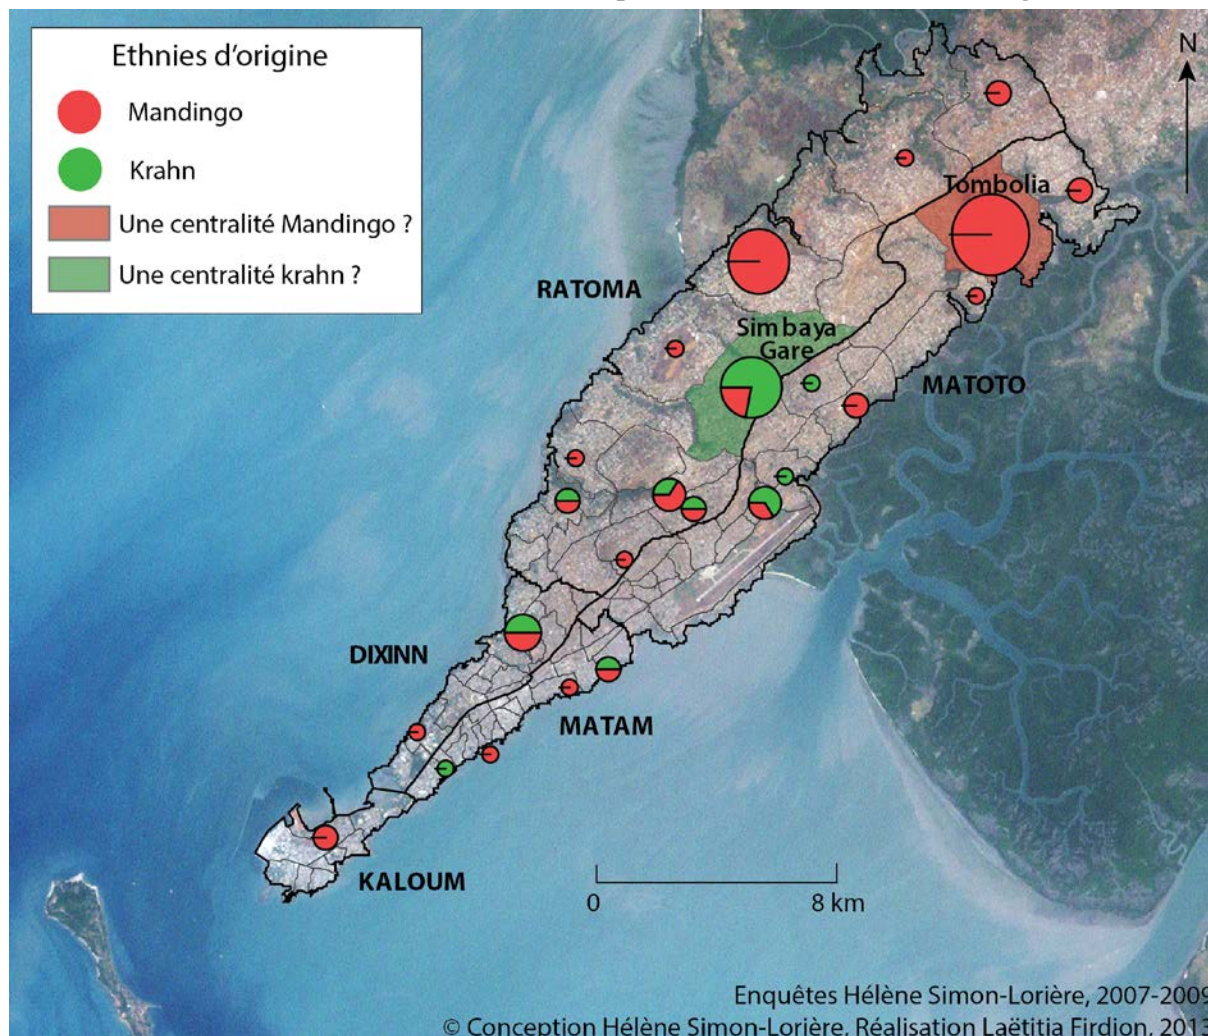 Ethnies d'origine
Mandingo
Krahn
Une centralité Mandingo ?
Une centralité krahn ?
N
Tombolia
RATOMA
Simbaya
Gare
MATOTO
DIXINN
MATAM
KALOUM
0 8 km
Enquêtes Hélène Simon-Lorière, 2007-2009
© Conception Hélène Simon-Lorière, Réalisation Laëtitia Firdion, 2013